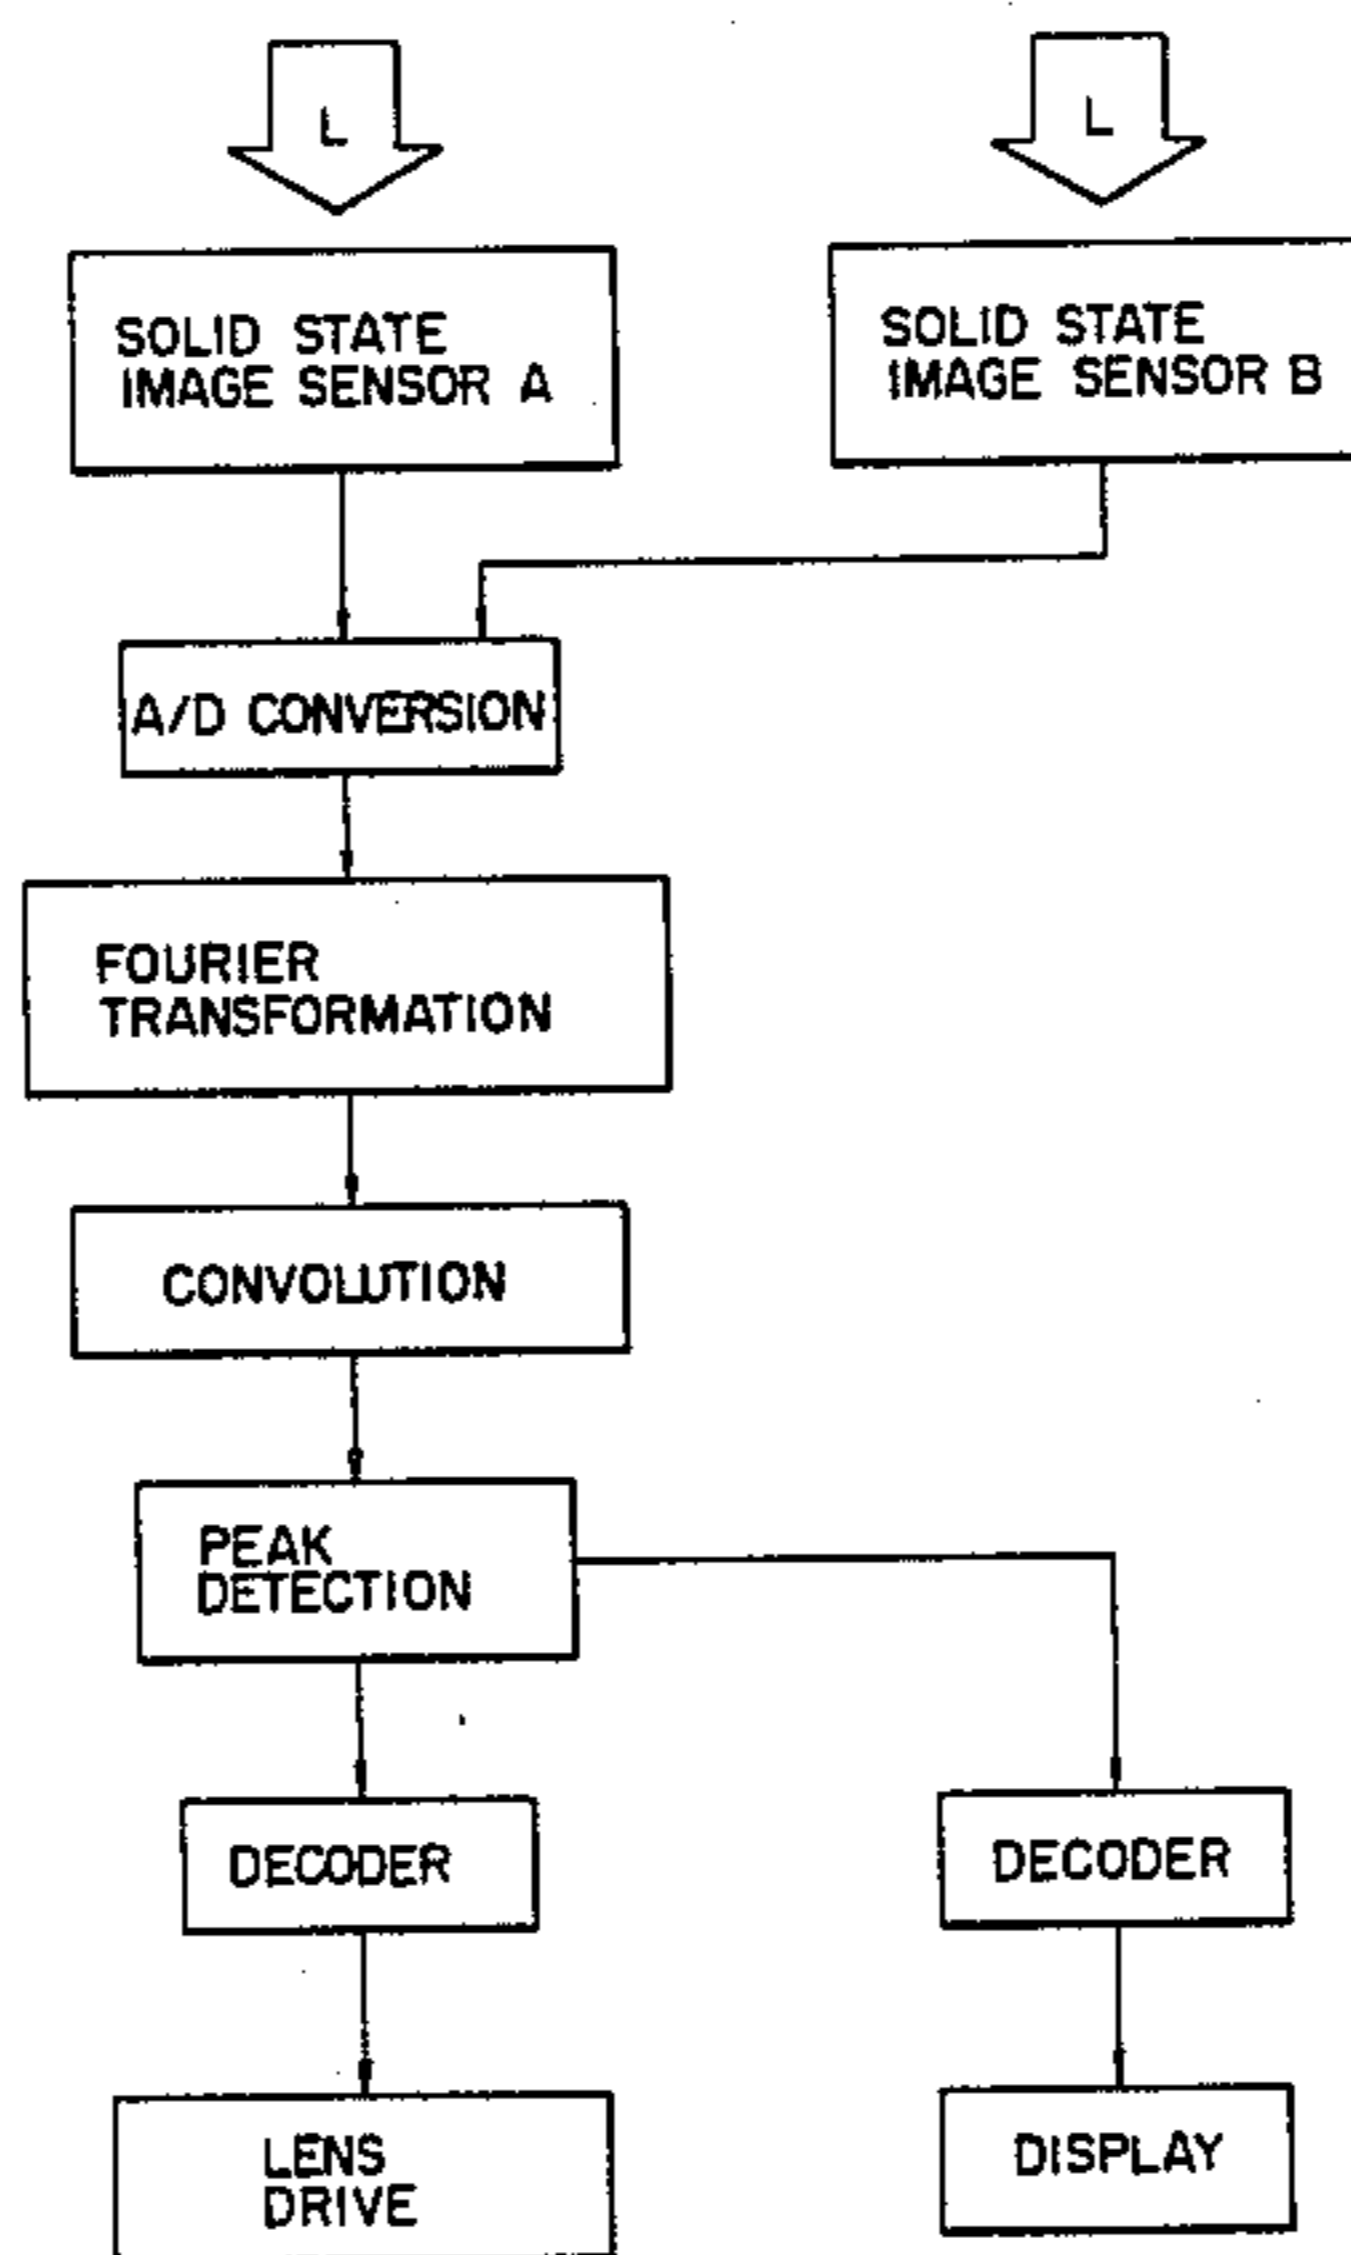 L
L
SOLID STATE
IMAGE SENSOR A
SOLID STATE
IMAGE SENSOR B
A/D CONVERSION
FOURIER
TRANSFORMATION
CONVOLUTION
PEAK
DETECTION
DECODER
DECODER
LENS
DRIVE
DISPLAY